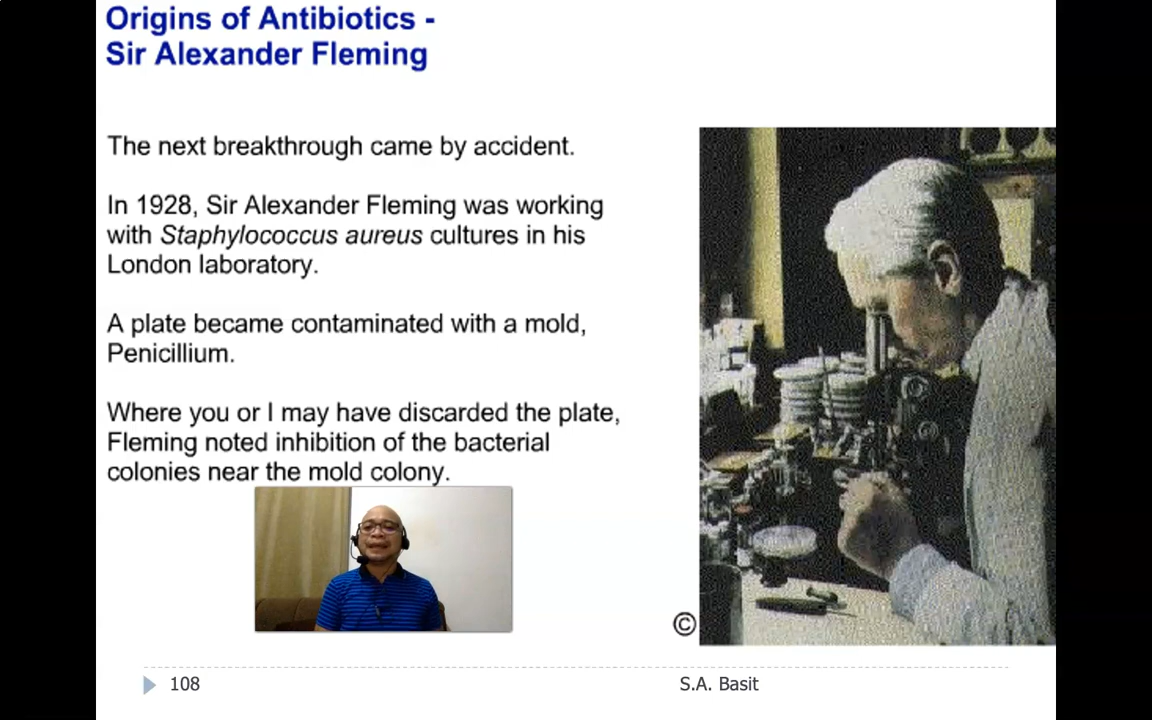 Origins of Antibiotics -
Sir Alexander Fleming
The next breakthrough came by accident.
In 1928, Sir Alexander Fleming was working
with Staphylococcus aureus cultures in his
London laboratory.
A plate became contaminated with a mold,
Penicillium.
Where you or I may have discarded the plate,
Fleming noted inhibition of the bacterial
colonies near the mold colony.
©
108
S.A. Basit